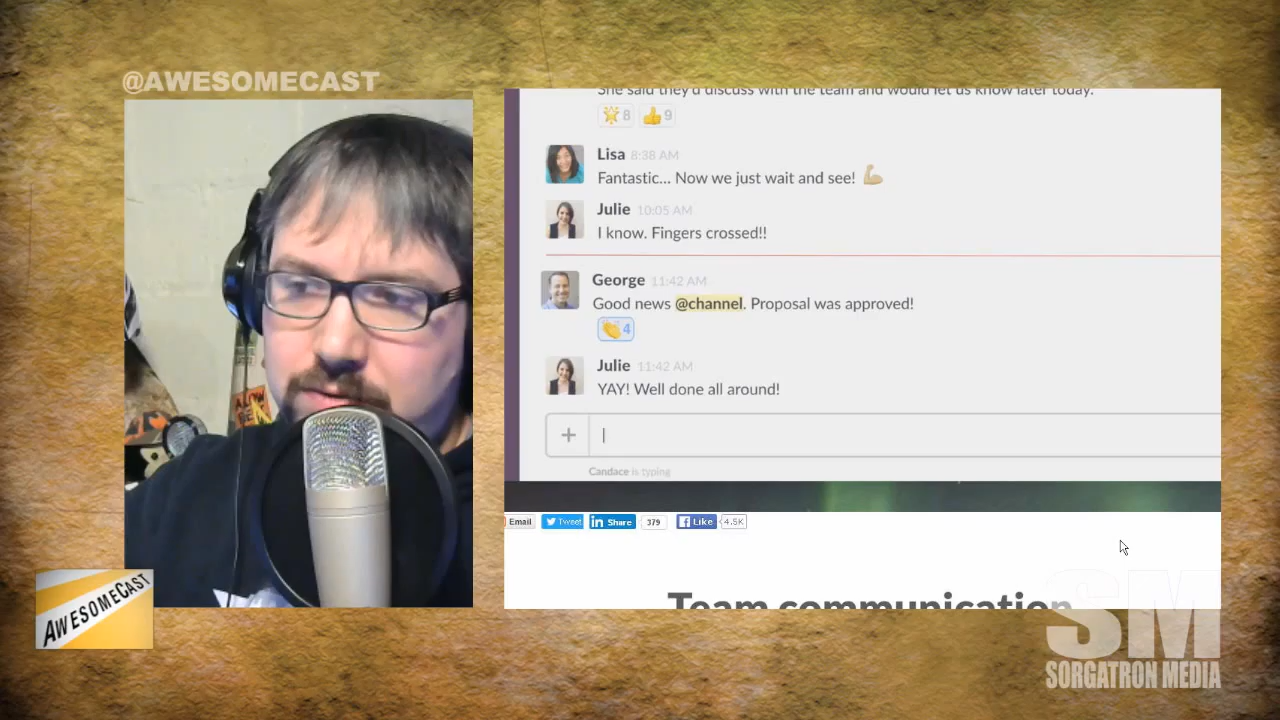 @AWESOMECAST
She said they'd discuss with the team and would let us know later today.
8 9
Lisa 8:38 AM
Fantastic... Now we just wait and see!
Julie 10:05 AM
I know. Fingers crossed!!
George 11:42 AM
Good news @channel. Proposal was approved!
4
Julie 11:42 AM
YAY! Well done all around!
+
Candace is typing
Email Tweet in Share 379 Like 4.5K
Team communication
AWESOMECAST
SM
SORGATRON MEDIA